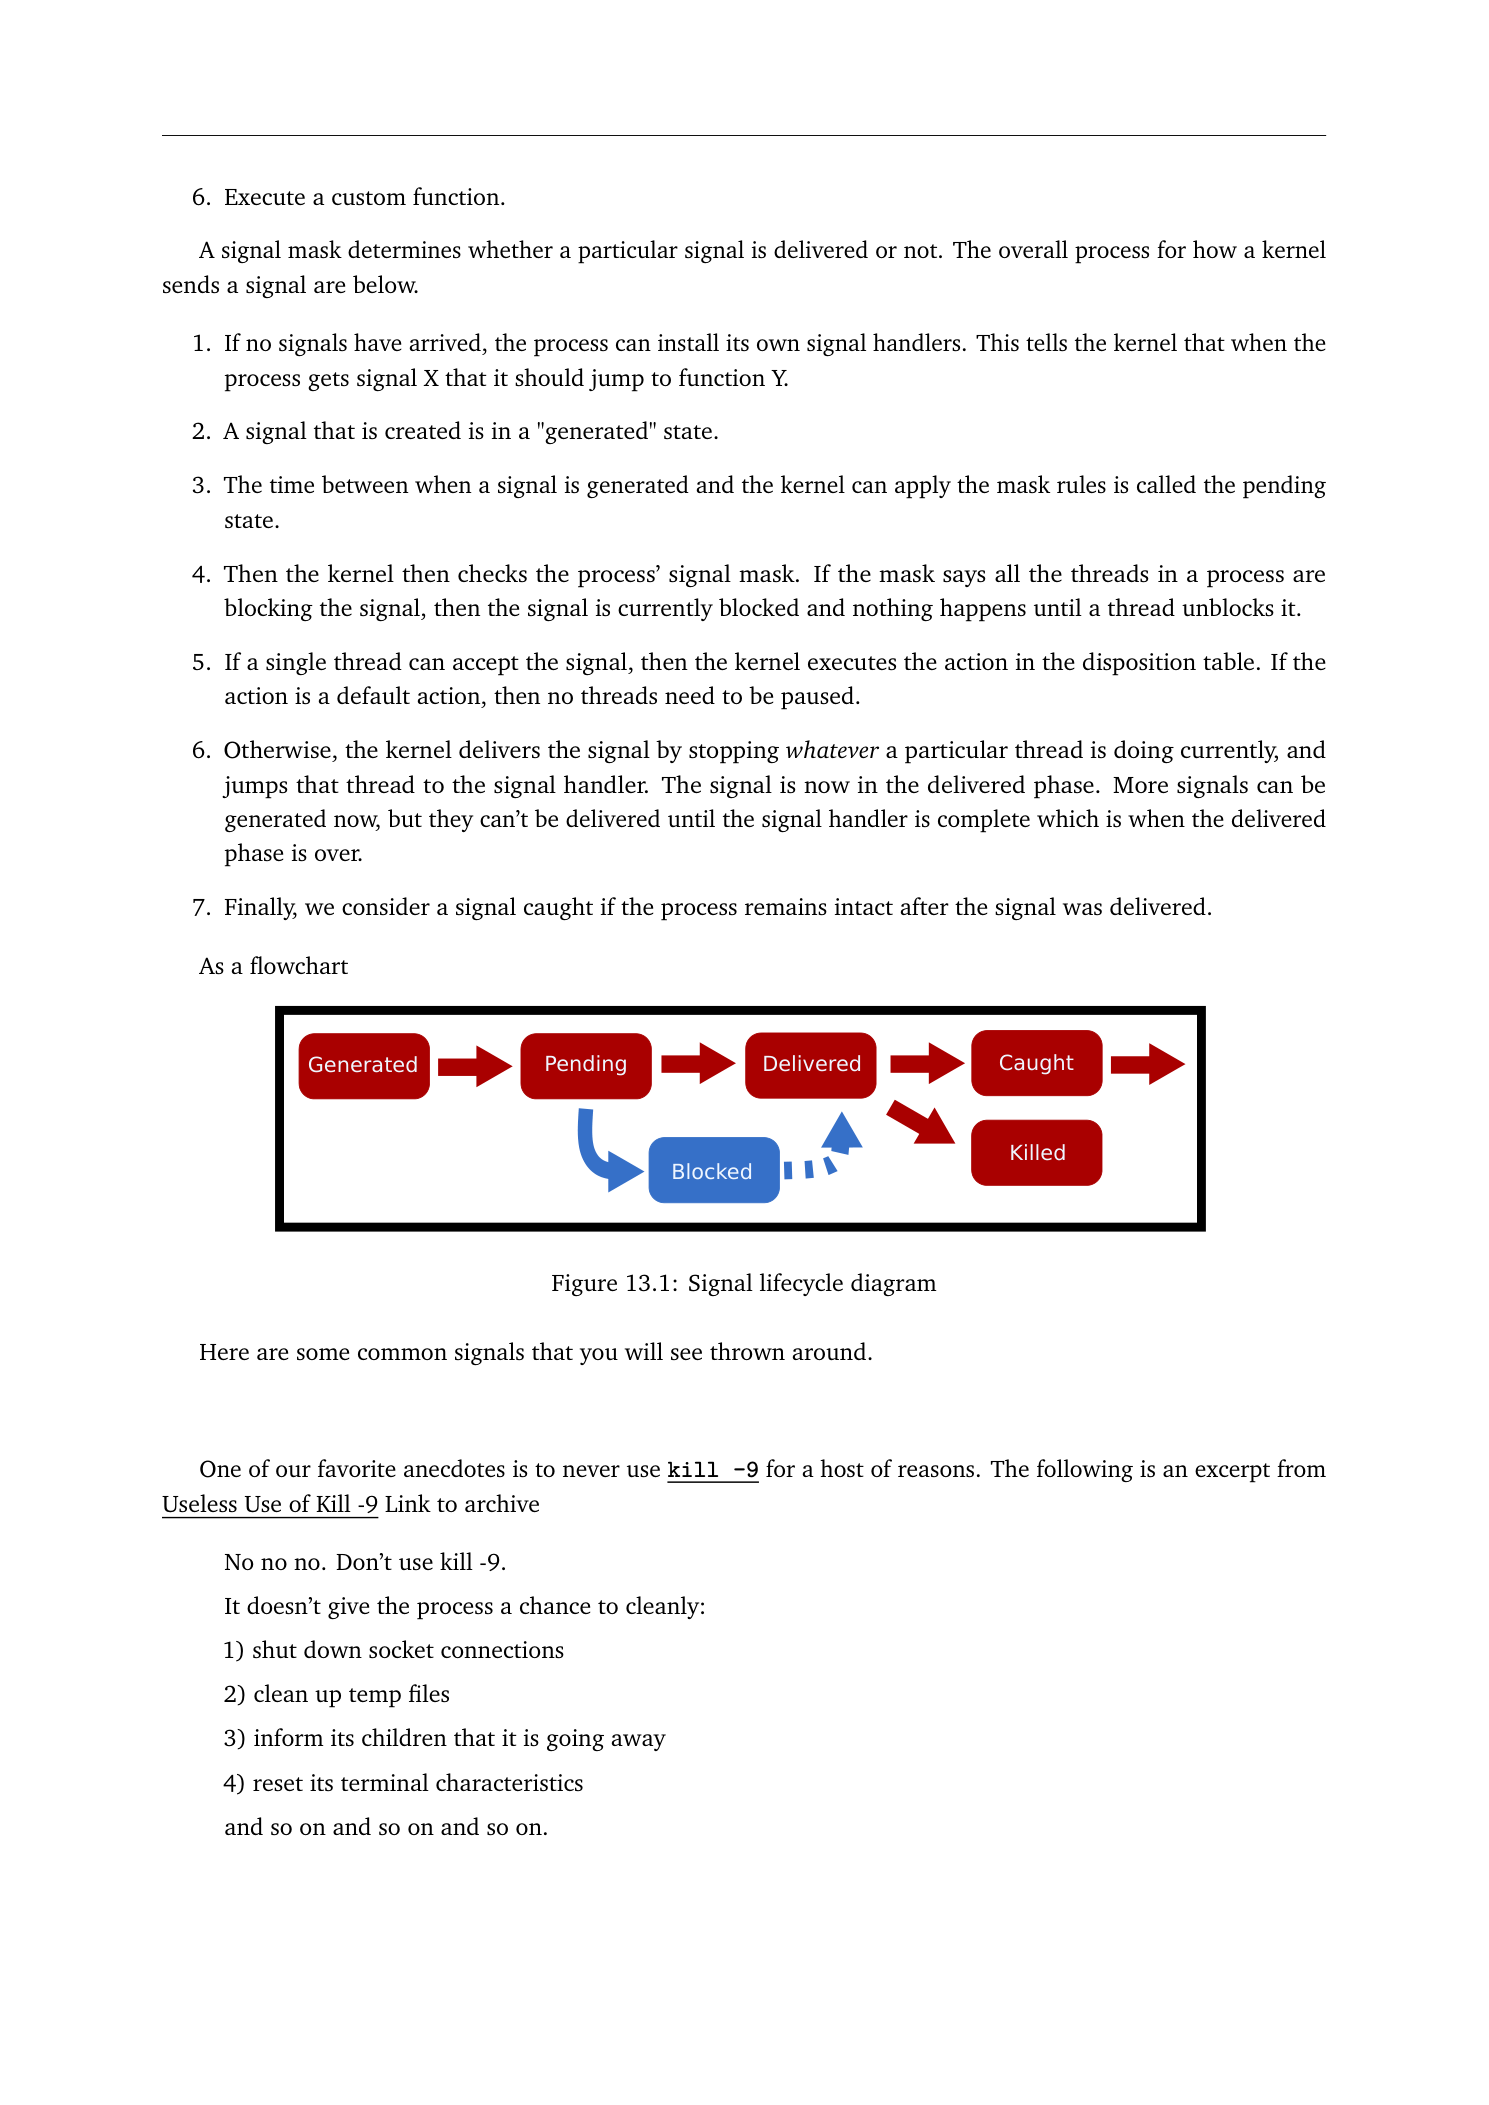 6. Execute a custom function.
A signal mask determines whether a particular signal is delivered or not. The overall process for how a kernel
sends a signal are below.
1. If no signals have arrived, the process can install its own signal handlers. This tells the kernel that when the
process gets signal X that it should jump to function Y.
2. A signal that is created is in a "generated" state.
3. The time between when a signal is generated and the kernel can apply the mask rules is called the pending
state.
4. Then the kernel then checks the process’ signal mask. If the mask says all the threads in a process are
blocking the signal, then the signal is currently blocked and nothing happens until a thread unblocks it.
5. If a single thread can accept the signal, then the kernel executes the action in the disposition table. If the
action is a default action, then no threads need to be paused.
6. Otherwise, the kernel delivers the signal by stopping whatever a particular thread is doing currently, and
jumps that thread to the signal handler. The signal is now in the delivered phase. More signals can be
generated now, but they can’t be delivered until the signal handler is complete which is when the delivered
phase is over.
7. Finally, we consider a signal caught if the process remains intact after the signal was delivered.
As a flowchart
Generated
Pending
Delivered
Caught
Killed
Blocked
Figure 13.1: Signal lifecycle diagram
Here are some common signals that you will see thrown around.
One of our favorite anecdotes is to never use kill -9 for a host of reasons. The following is an excerpt from
Useless Use of Kill -9 Link to archive
No no no. Don’t use kill -9.
It doesn’t give the process a chance to cleanly:
1) shut down socket connections
2) clean up temp files
3) inform its children that it is going away
4) reset its terminal characteristics
and so on and so on and so on.